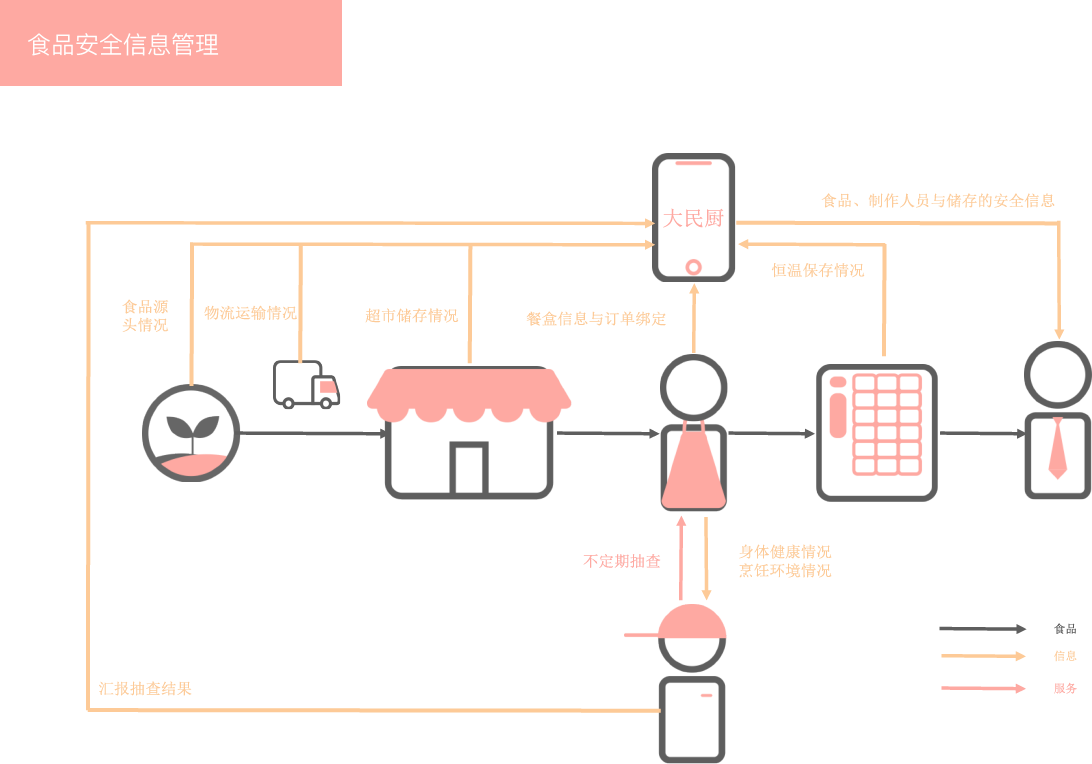 食品安全信息管理
大民厨
食品、制作人员与储存的安全信息
恒温保存情况
食品源
头情况
物流运输情况
超市储存情况
餐盒信息与订单绑定
不定期抽查
身体健康情况
烹饪环境情况
食品
信息
服务
汇报抽查结果